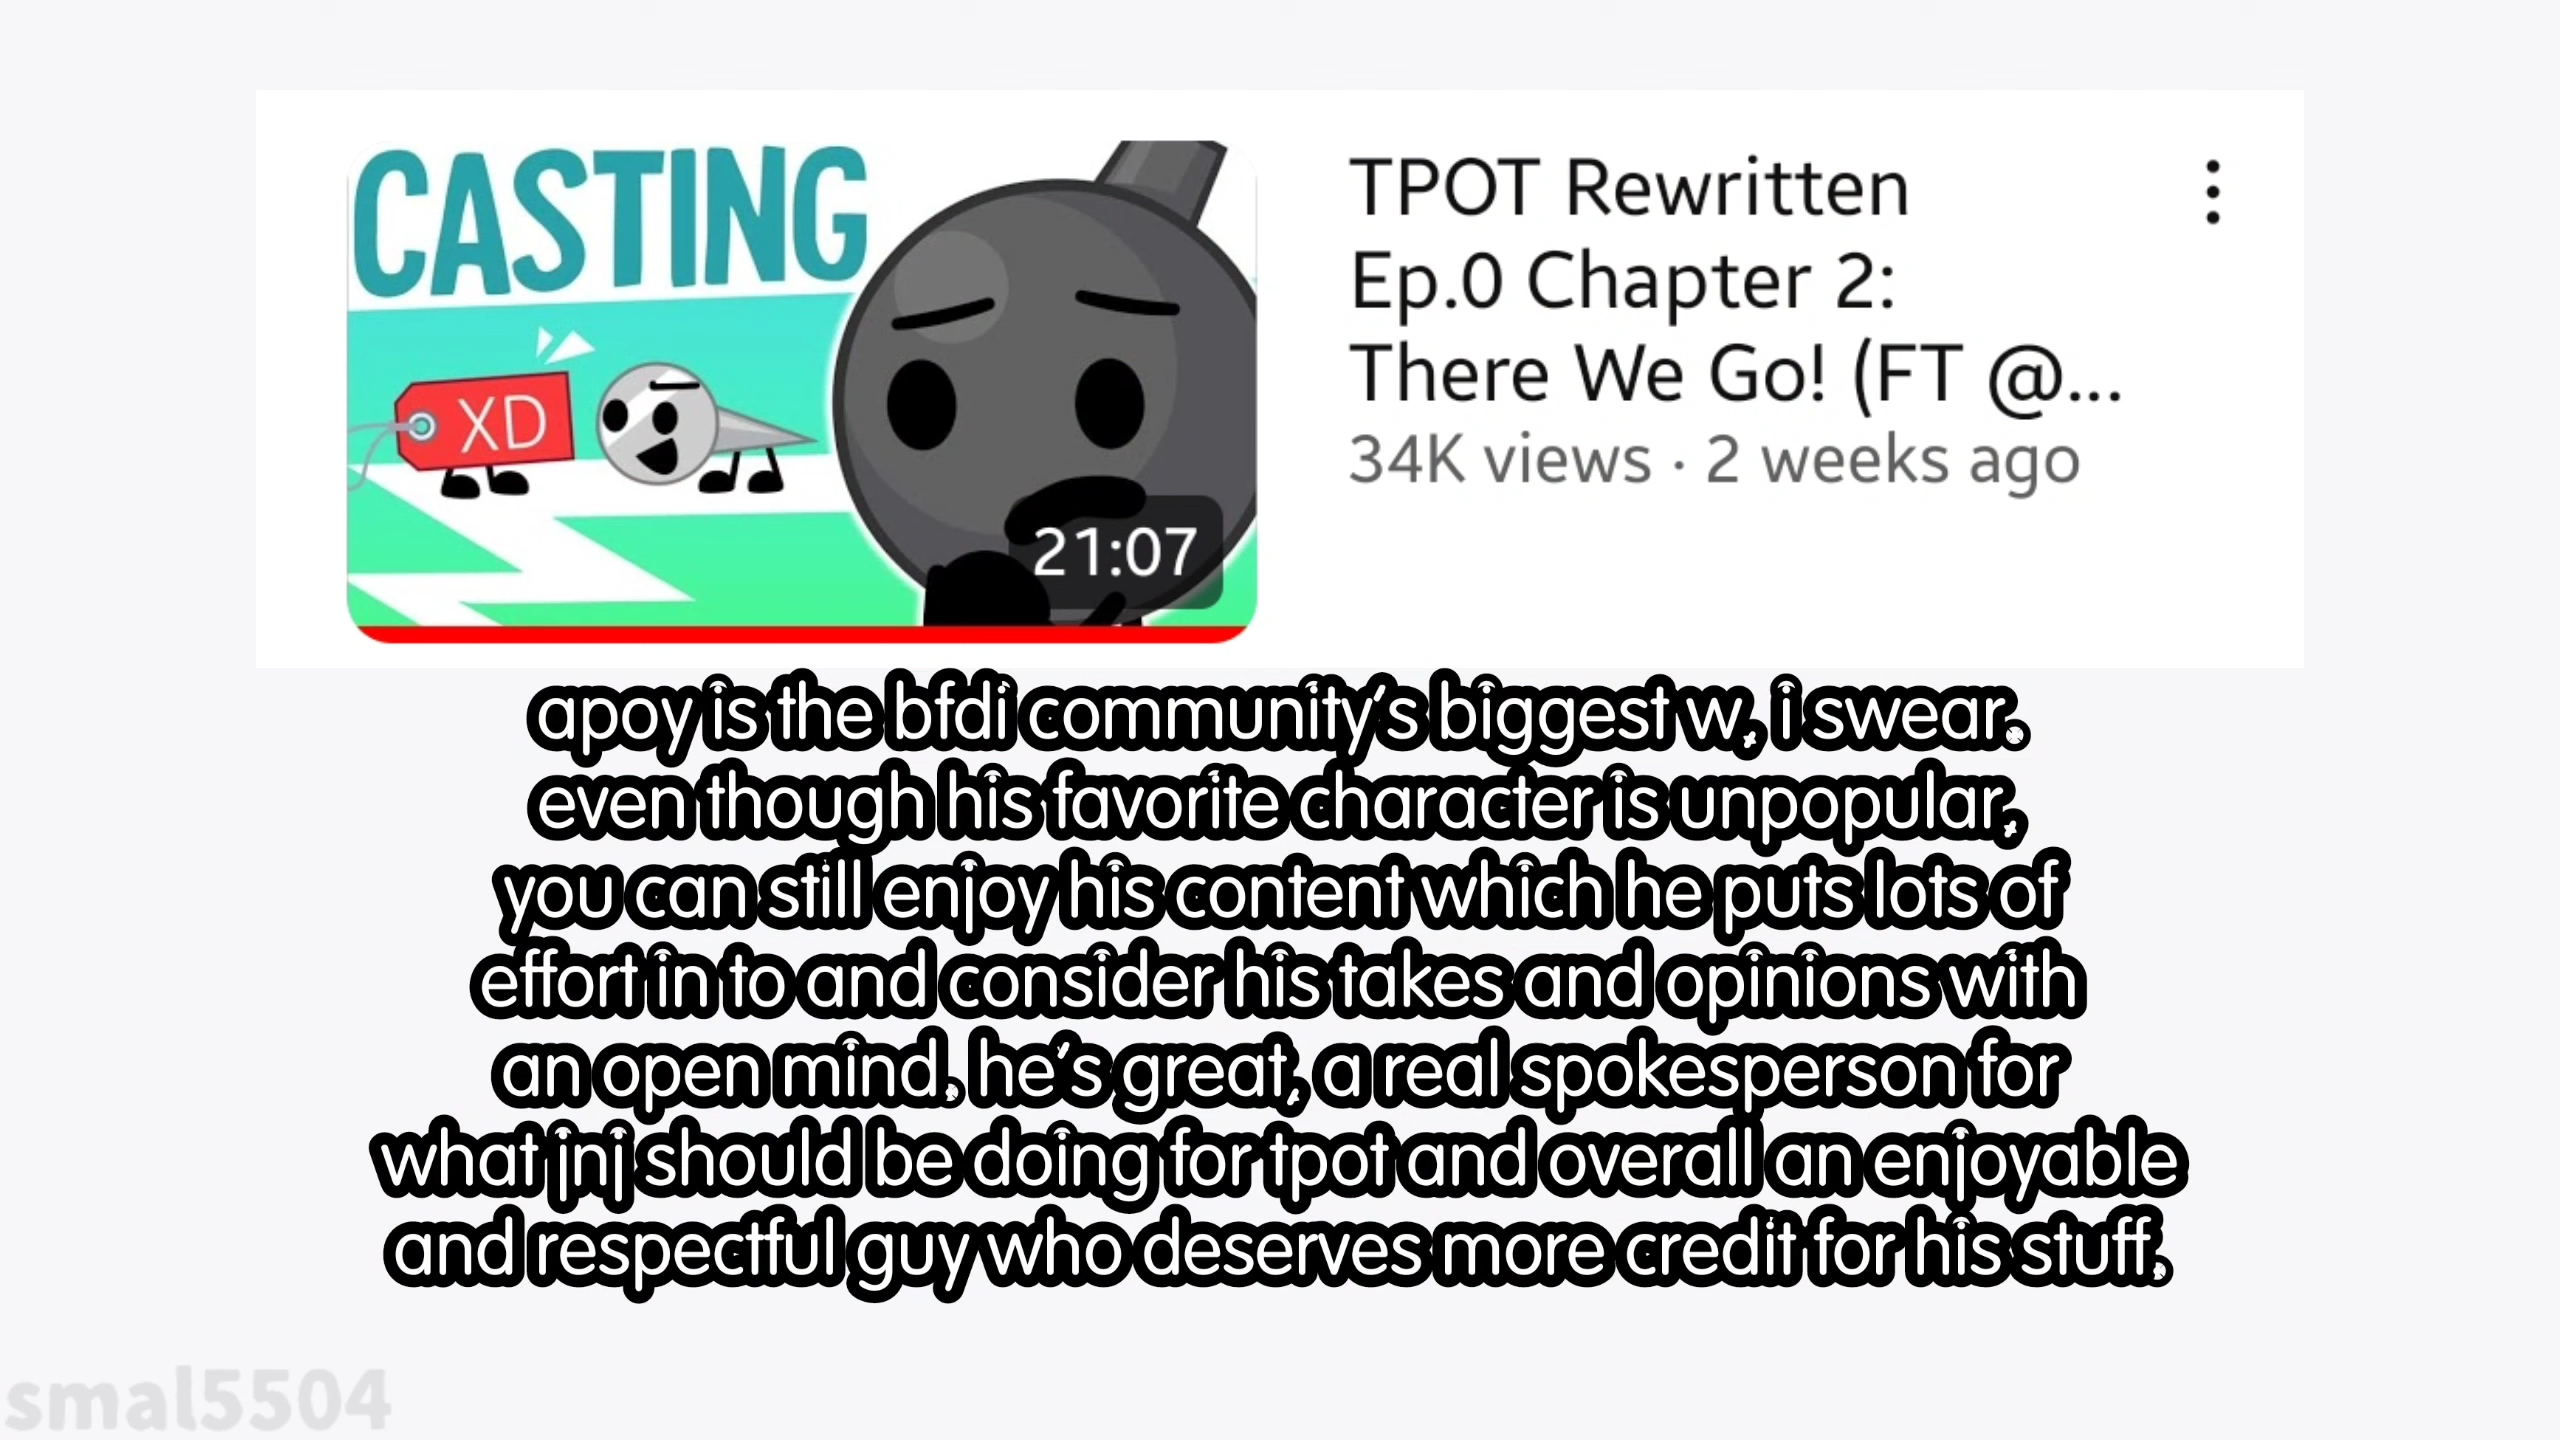 CASTING
XD
21:07
TPOT Rewritten
Ep.0 Chapter 2:
There We Go! (FT @...
34K views · 2 weeks ago
apoy is the bfdi community's biggest w, i swear.
even though his favorite character is unpopular,
you can still enjoy his content which he puts lots of
effort in to and consider his takes and opinions with
an open mind. he's great, a real spokesperson for
what jnj should be doing for tpot and overall an enjoyable
and respectful guy who deserves more credit for his stuff.
smal5504